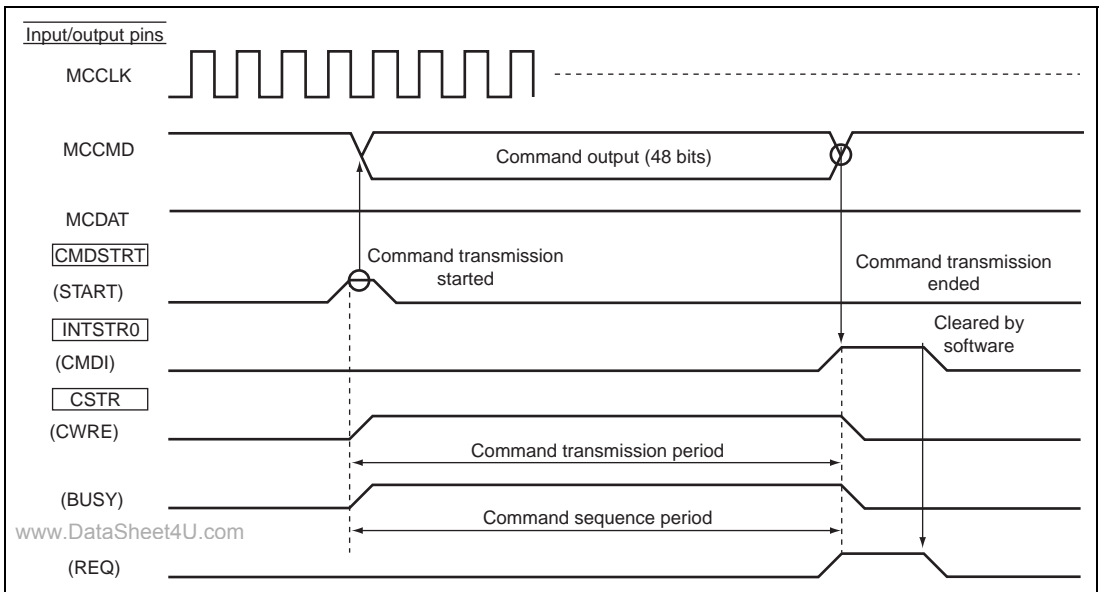 Input/output pins
MCCLK
MCCMD
Command output (48 bits)
MCDAT
CMDSTRT
(START)
Command transmission
started
Command transmission
ended
INTSTR0
(CMDI)
Cleared by
software
CSTR
(CWRE)
Command transmission period
(BUSY)
Command sequence period
www.DataSheet4U.com
(REQ)